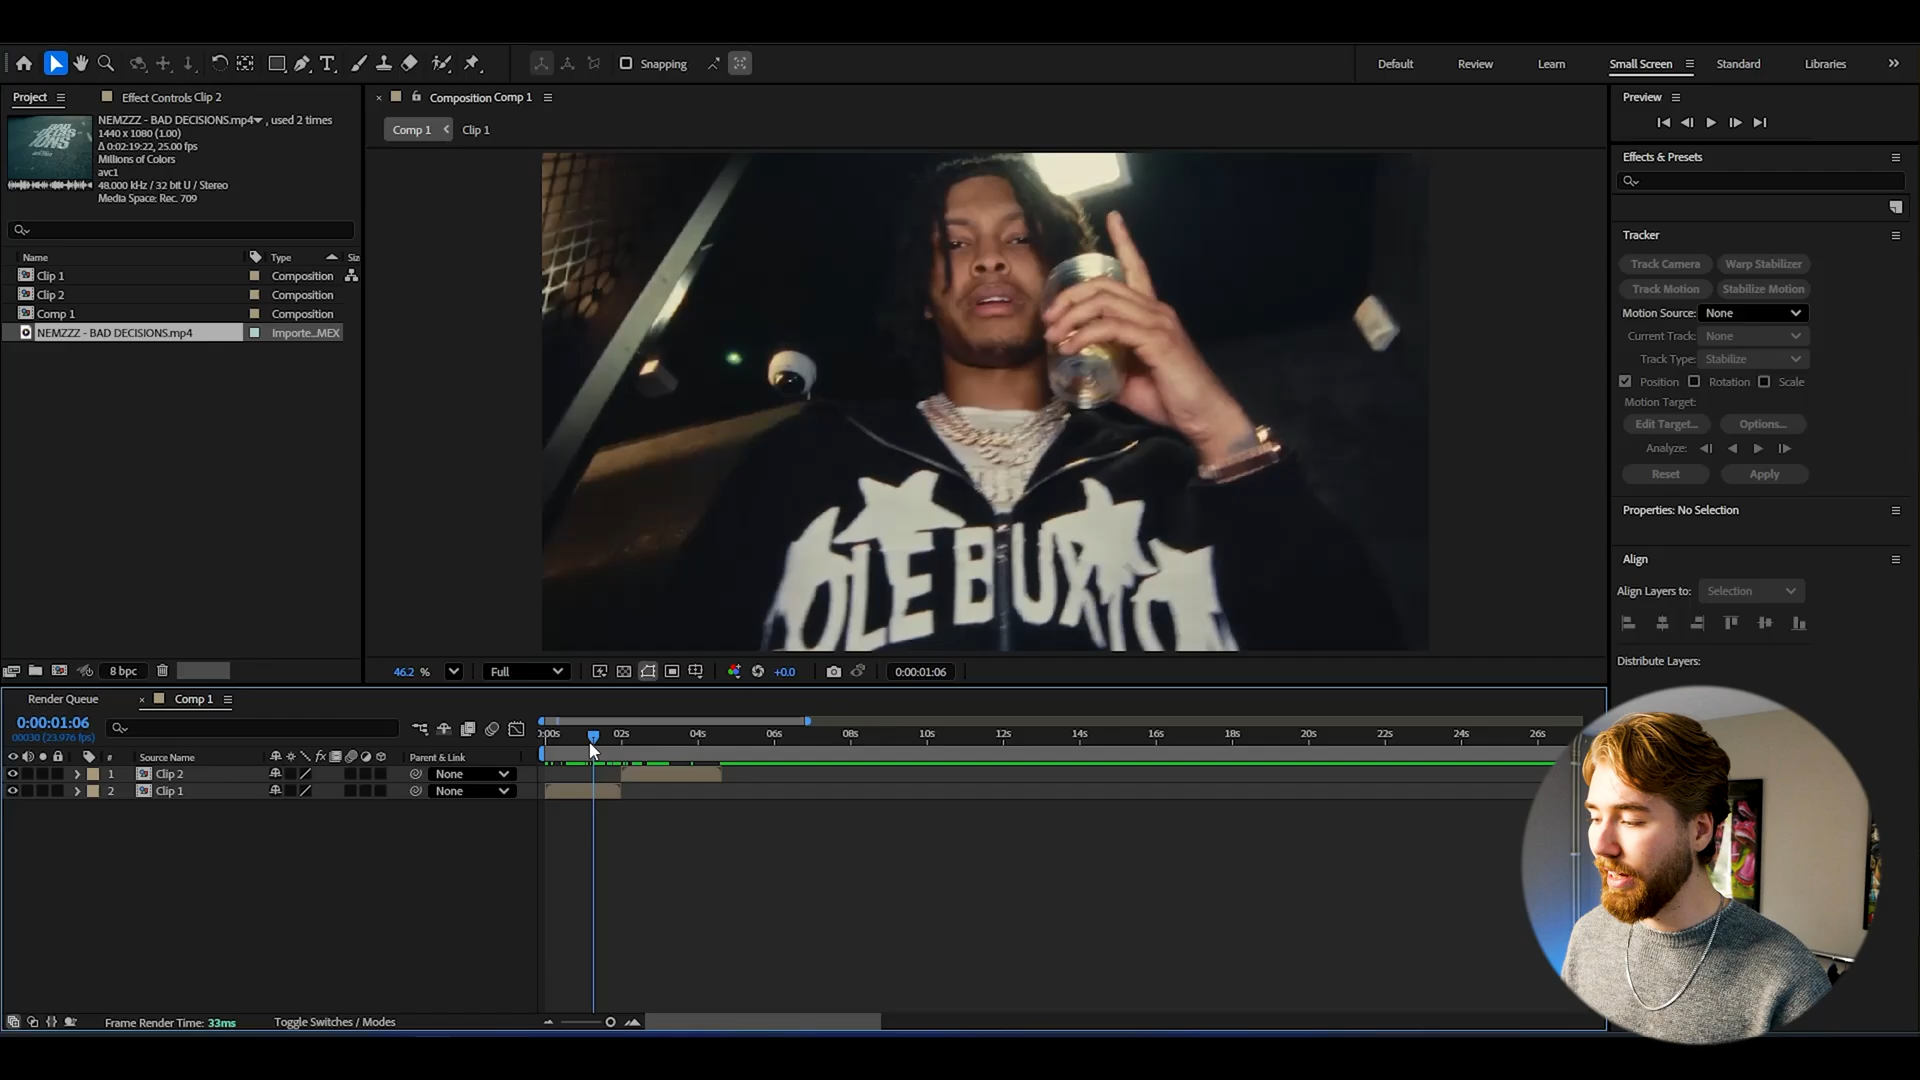 Snapping
Default
Review
Learn
Small Screen
Standard
Libraries
Project
Effect Controls Clip 2
NEMZZZ - BAD DECISIONS.mp4 , used 2 times
1440 x 1080 (1.00)
Δ 0:02:19:22, 25.00 fps
Millions of Colors
avc1
48.000 kHz / 32 bit U / Stereo
Media Space: Rec. 709
Name
Type
Clip 1
Composition
Clip 2
Composition
Comp 1
Composition
NEMZZZ - BAD DECISIONS.mp4
Importe...MEX
8 bpc
Composition Comp 1
Comp 1
Clip 1
OLE BUXTO
46.2 %
Full
+0.0
0:00:01:06
Preview
Effects & Presets
Tracker
Track Camera
Warp Stabilizer
Track Motion
Stabilize Motion
Motion Source: None
Current Track: None
Track Type: Stabilize
Position
Rotation
Scale
Motion Target:
Edit Target...
Options...
Analyze:
Reset
Apply
Properties: No Selection
Align
Align Layers to: Selection
Distribute Layers:
Render Queue
Comp 1
0:00:01:06
00030 (23.976 fps)
0:00s
02s
04s
06s
08s
10s
12s
14s
16s
18s
20s
22s
24s
26s
#
Source Name
Parent & Link
1
Clip 2
None
2
Clip 1
None
Frame Render Time: 33ms
Toggle Switches / Modes